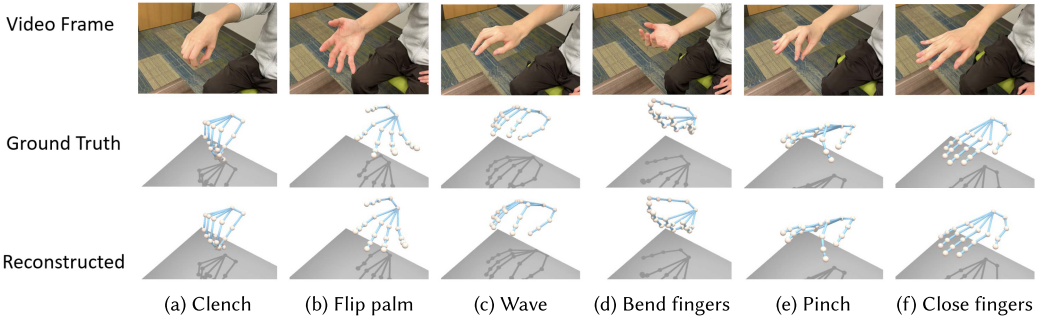 Video Frame
Ground Truth
Reconstructed
(a) Clench
(b) Flip palm
(c) Wave
(d) Bend fingers
(e) Pinch
(f) Close fingers